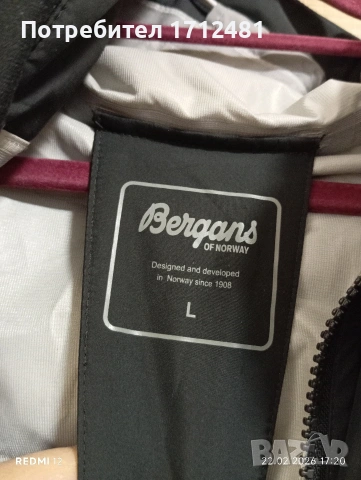 Потребител 1712481
Bergans
OF NORWAY
Designed and developed
in Norway since 1908
L
BAZAR
REDMI 12
22/02/2026 17:20